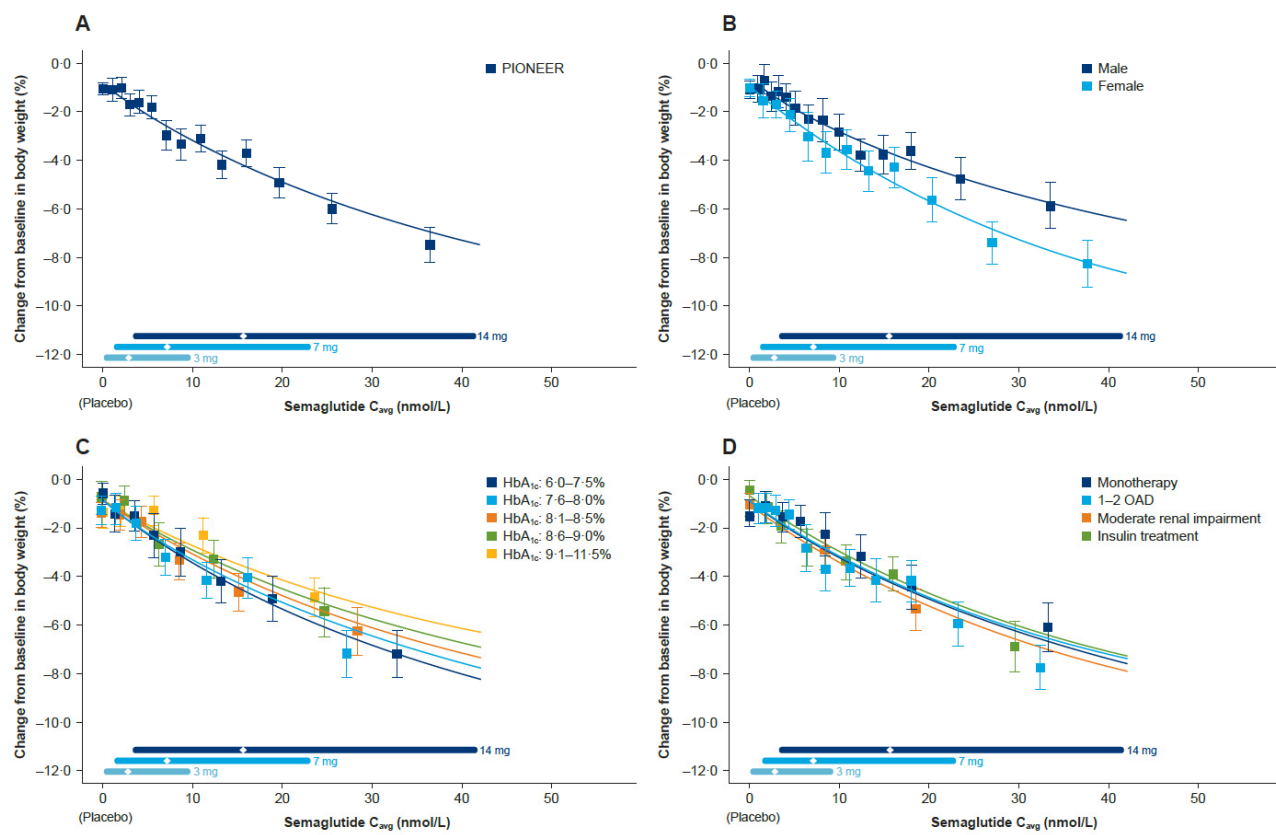 A
Change from baseline in body weight (%)
0·0
–2·0
–4·0
–6·0
–8·0
–10·0
–12·0
PIONEER
14 mg
7 mg
3 mg
0
10
20
30
40
50
(Placebo)
Semaglutide Cavg (nmol/L)
B
Change from baseline in body weight (%)
0·0
–2·0
–4·0
–6·0
–8·0
–10·0
–12·0
Male
Female
14 mg
7 mg
3 mg
0
10
20
30
40
50
(Placebo)
Semaglutide Cavg (nmol/L)
C
Change from baseline in body weight (%)
0·0
–2·0
–4·0
–6·0
–8·0
–10·0
–12·0
HbA1c: 6·0–7·5%
HbA1c: 7·6–8·0%
HbA1c: 8·1–8·5%
HbA1c: 8·6–9·0%
HbA1c: 9·1–11·5%
14 mg
7 mg
3 mg
0
10
20
30
40
50
(Placebo)
Semaglutide Cavg (nmol/L)
D
Change from baseline in body weight (%)
0·0
–2·0
–4·0
–6·0
–8·0
–10·0
–12·0
Monotherapy
1–2 OAD
Moderate renal impairment
Insulin treatment
14 mg
7 mg
3 mg
0
10
20
30
40
50
(Placebo)
Semaglutide Cavg (nmol/L)